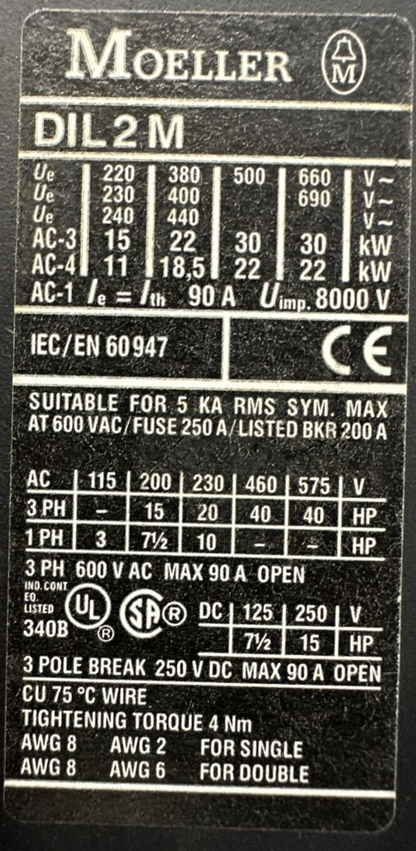 MOELLER M
DIL2M
Ue 220 380 500 660 V~
Ue 230 400 690 V~
Ue 240 440 V~
AC-3 15 22 30 30 kW
AC-4 11 18,5 22 22 kW
AC-1 Ie = Ith 90 A Uimp. 8000 V
IEC/EN 60947 CE
SUITABLE FOR 5 KA RMS SYM. MAX
AT 600 VAC/FUSE 250 A/LISTED BKR 200 A
AC 115 200 230 460 575 V
3 PH – 15 20 40 40 HP
1 PH 3 7½ 10 – – HP
3 PH 600 V AC MAX 90 A OPEN
IND. CONT.
EQ.
LISTED
340B
UL ®
SA ®
DC 125 250 V
7½ 15 HP
3 POLE BREAK 250 V DC MAX 90 A OPEN
CU 75 °C WIRE
TIGHTENING TORQUE 4 Nm
AWG 8 AWG 2 FOR SINGLE
AWG 8 AWG 6 FOR DOUBLE